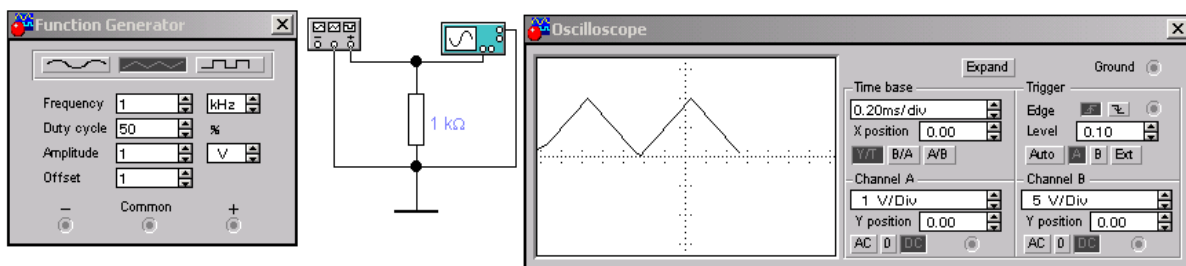 Function Generator
Frequency 1 kHz
Duty cycle 50 %
Amplitude 1 V
Offset 1
− Common +
1 kΩ
Oscilloscope
Expand Ground
Time base
0.20ms/div
X position 0.00
Y/T B/A A/B
Trigger
Edge
Level 0.10
Auto A B Ext
Channel A
1 V/Div
Y position 0.00
AC 0 DC
Channel B
5 V/Div
Y position 0.00
AC 0 DC